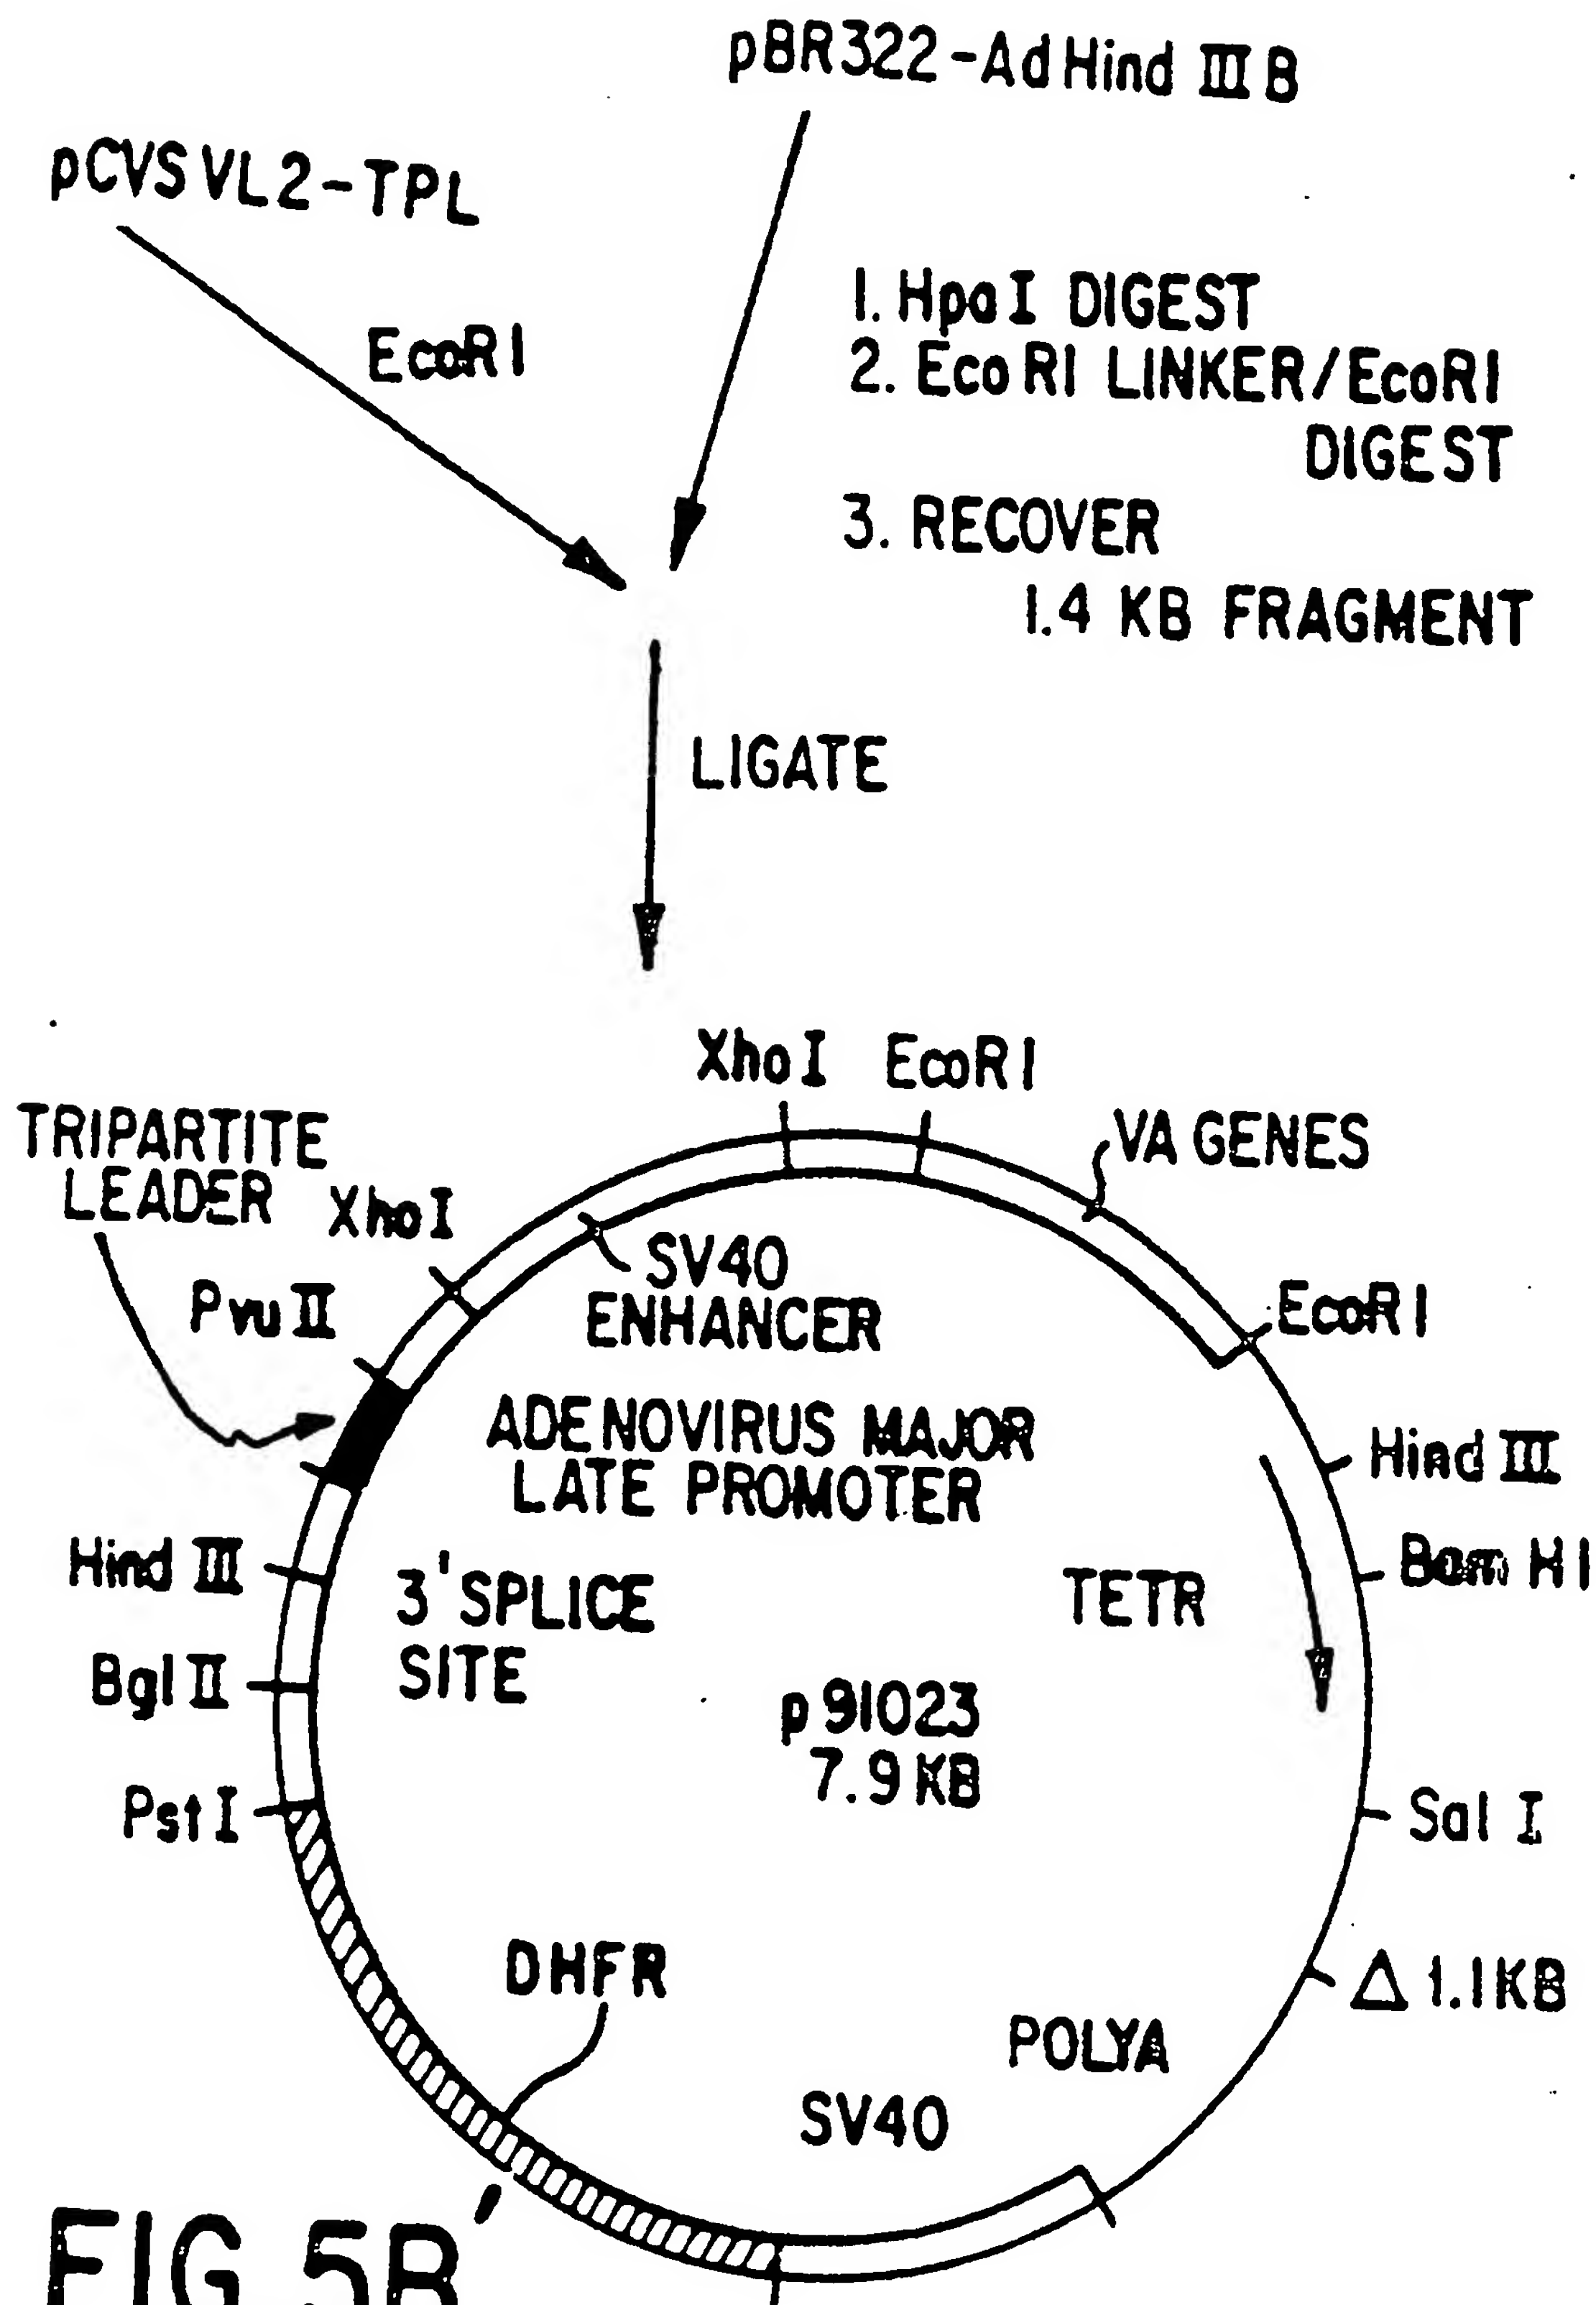 pBR322-AdHind III B
pCVSVL2-TPL
EcoRI
1. HpaI DIGEST
2. EcoRI LINKER/EcoRI
DIGEST
3. RECOVER
1.4 KB FRAGMENT
LIGATE
XhoI EcoRI
TRIPARTITE
LEADER
XhoI
VA GENES
PvuII
SV40
ENHANCER
EcoRI
ADENOVIRUS MAJOR
LATE PROMOTER
Hind III
Hind III
3' SPLICE
SITE
TETR
Bam HI
Bgl II
p91023
7.9 KB
PstI
Sal I
DHFR
Δ 1.1KB
POLYA
SV40
FIG. 5B'